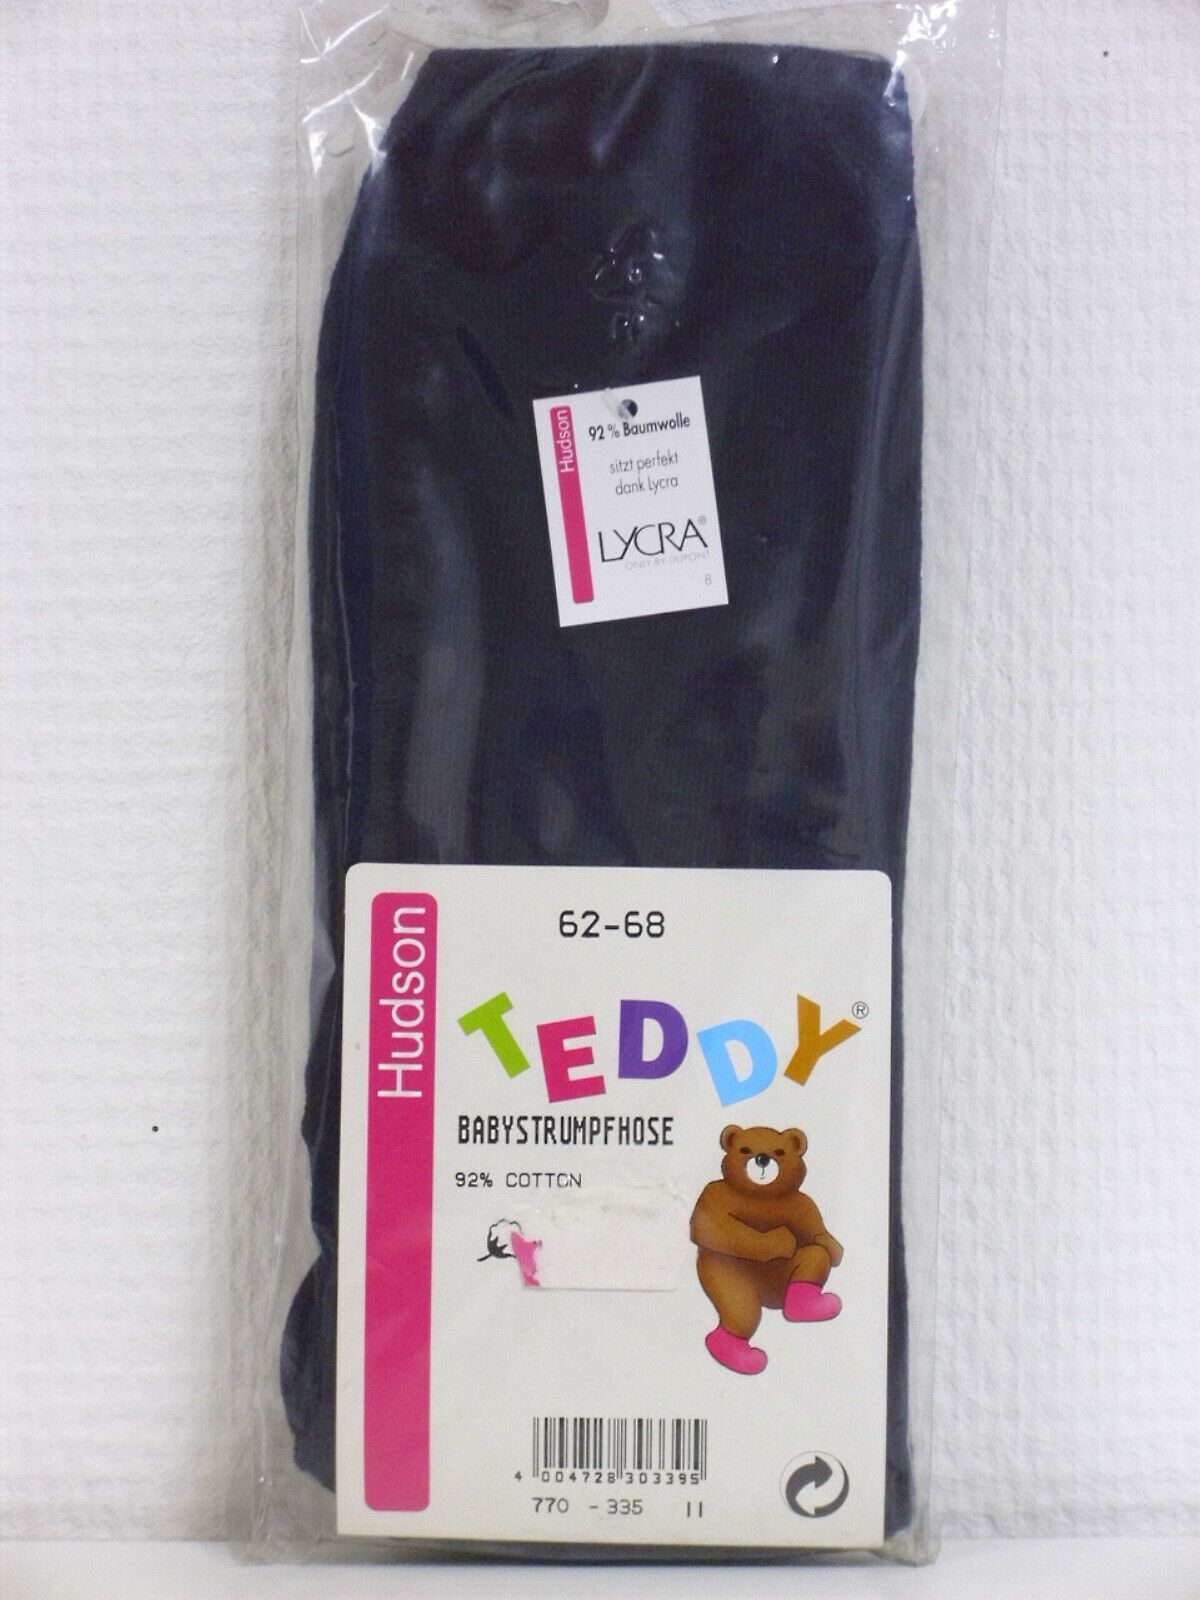 Hudson
92 % Baumwolle
sitzt perfekt
dank Lycra
LYCRA®
ONLY BY DUPONT
8
Hudson
62-68
TEDDY®
BABYSTRUMPFHOSE
92% COTTON
4 004728 303395
770 - 335 II